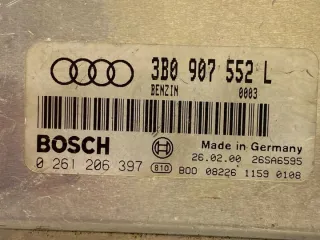 3B0 907 552 L
BENZIN 0003
BOSCH
Made in Germany
0 261 206 397
26.02.00 26SA6595
810 B00 08226 1159 0108